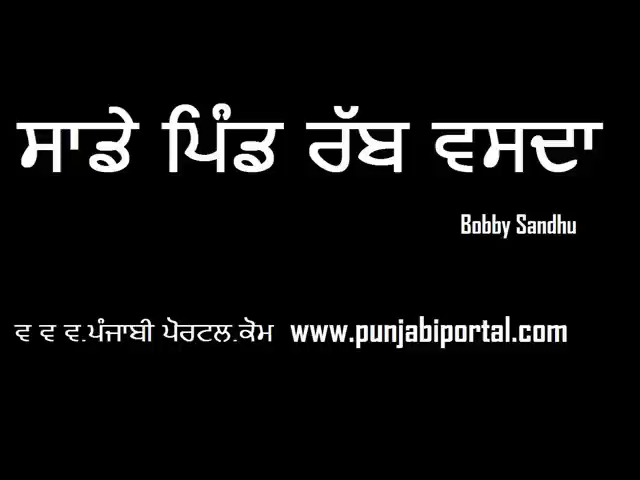 ਸਾਡੇ ਪਿੰਡ ਰੱਬ ਵਸਦਾ
Bobby Sandhu
ਵ ਵ ਵ.ਪੰਜਾਬੀ ਪੋਰਟਲ.ਕੋਮ www.punjabiportal.com